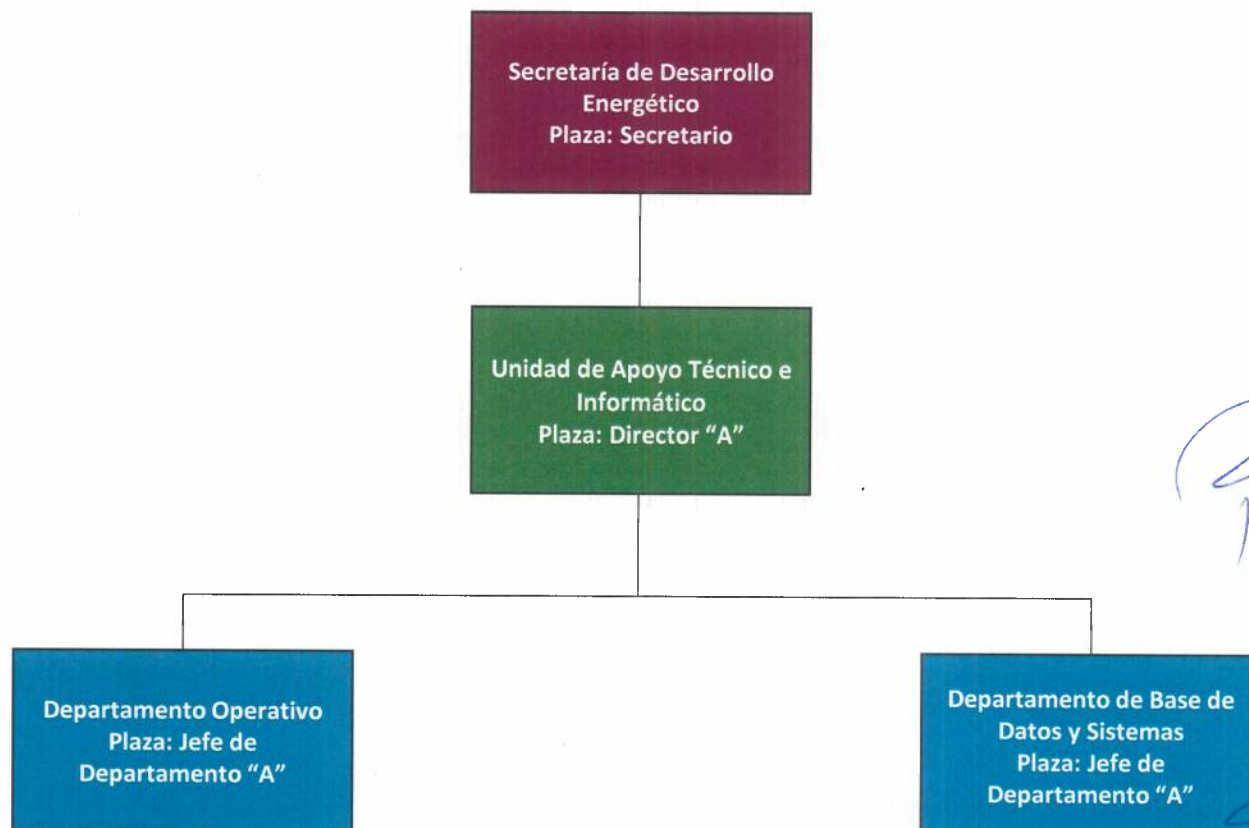 Secretaría de Desarrollo
Energético
Plaza: Secretario
Unidad de Apoyo Técnico e
Informático
Plaza: Director “A”
Departamento Operativo
Plaza: Jefe de
Departamento “A”
Departamento de Base de
Datos y Sistemas
Plaza: Jefe de
Departamento “A”